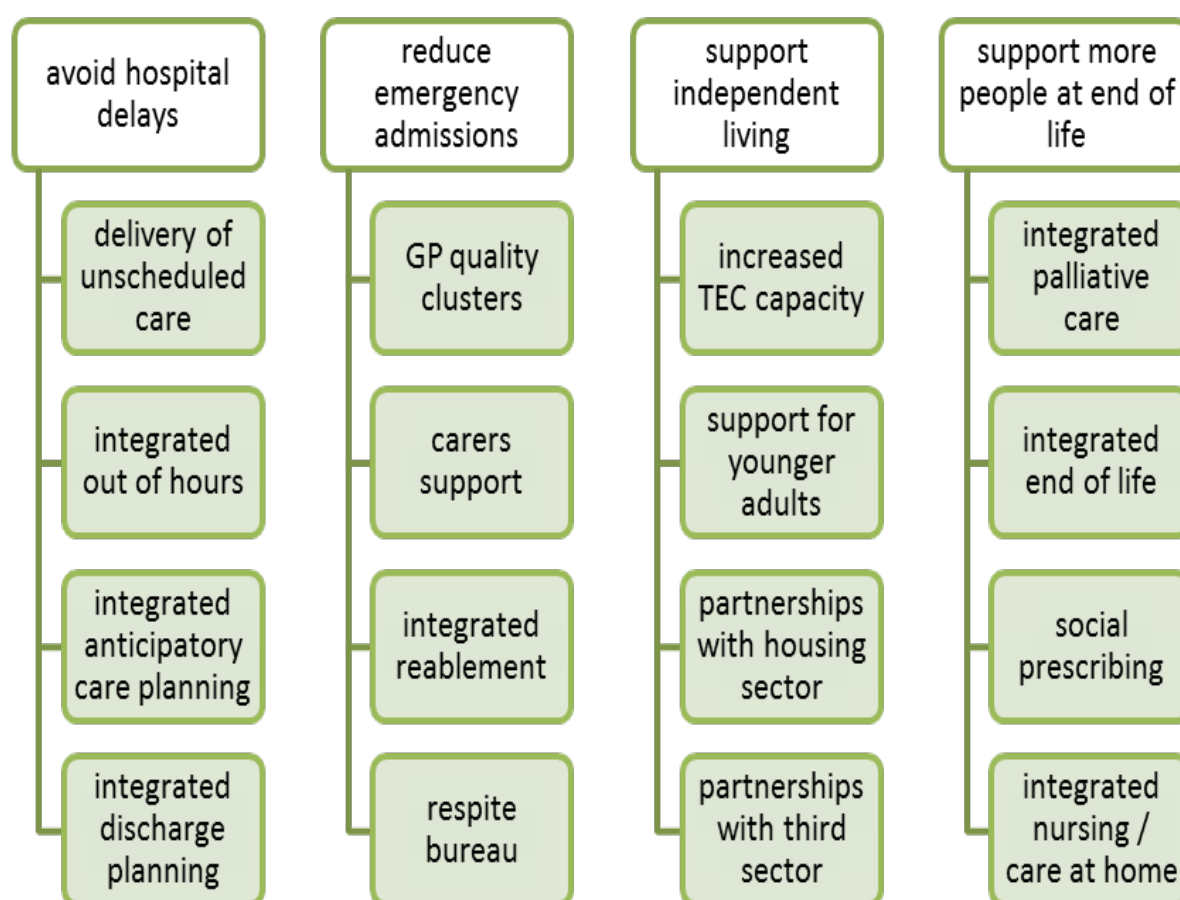 avoid hospital
delays
delivery of
unscheduled
care
integrated
out of hours
integrated
anticipatory
care planning
integrated
discharge
planning
reduce
emergency
admissions
GP quality
clusters
carers
support
integrated
reablement
respite
bureau
support
independent
living
increased
TEC capacity
support for
younger
adults
partnerships
with housing
sector
partnerships
with third
sector
support more
people at end of
life
integrated
palliative
care
integrated
end of life
social
prescribing
integrated
nursing /
care at home